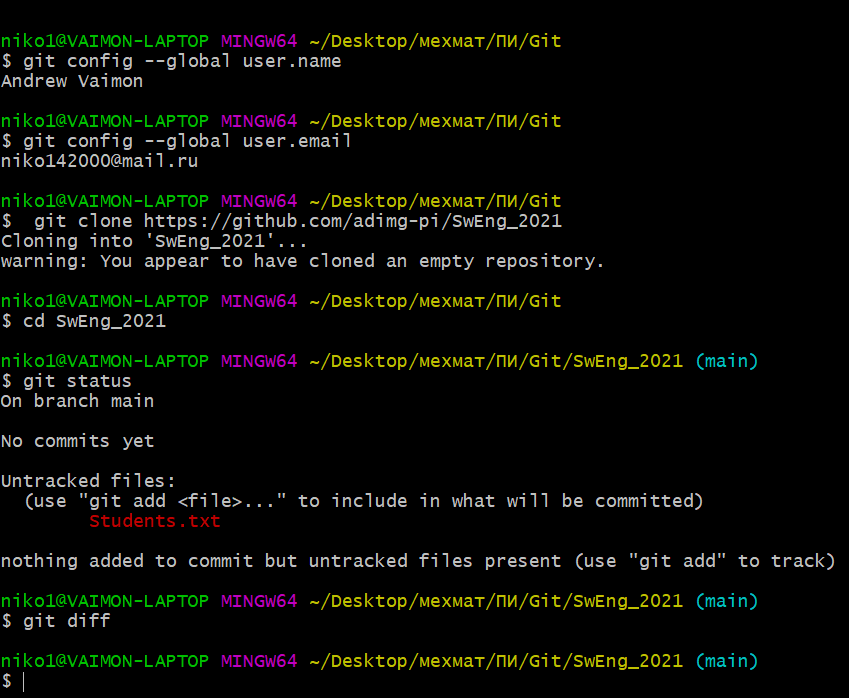 niko1@VAIMON-LAPTOP MINGW64 ~/Desktop/мехмат/ПИ/Git
$ git config --global user.name
Andrew Vaimon
niko1@VAIMON-LAPTOP MINGW64 ~/Desktop/мехмат/ПИ/Git
$ git config --global user.email
niko142000@mail.ru
niko1@VAIMON-LAPTOP MINGW64 ~/Desktop/мехмат/ПИ/Git
$  git clone https://github.com/adimg-pi/SwEng_2021
Cloning into 'SwEng_2021'...
warning: You appear to have cloned an empty repository.
niko1@VAIMON-LAPTOP MINGW64 ~/Desktop/мехмат/ПИ/Git
$ cd SwEng_2021
niko1@VAIMON-LAPTOP MINGW64 ~/Desktop/мехмат/ПИ/Git/SwEng_2021 (main)
$ git status
On branch main
No commits yet
Untracked files:
  (use "git add <file>..." to include in what will be committed)
        Students.txt
nothing added to commit but untracked files present (use "git add" to track)
niko1@VAIMON-LAPTOP MINGW64 ~/Desktop/мехмат/ПИ/Git/SwEng_2021 (main)
$ git diff
niko1@VAIMON-LAPTOP MINGW64 ~/Desktop/мехмат/ПИ/Git/SwEng_2021 (main)
$